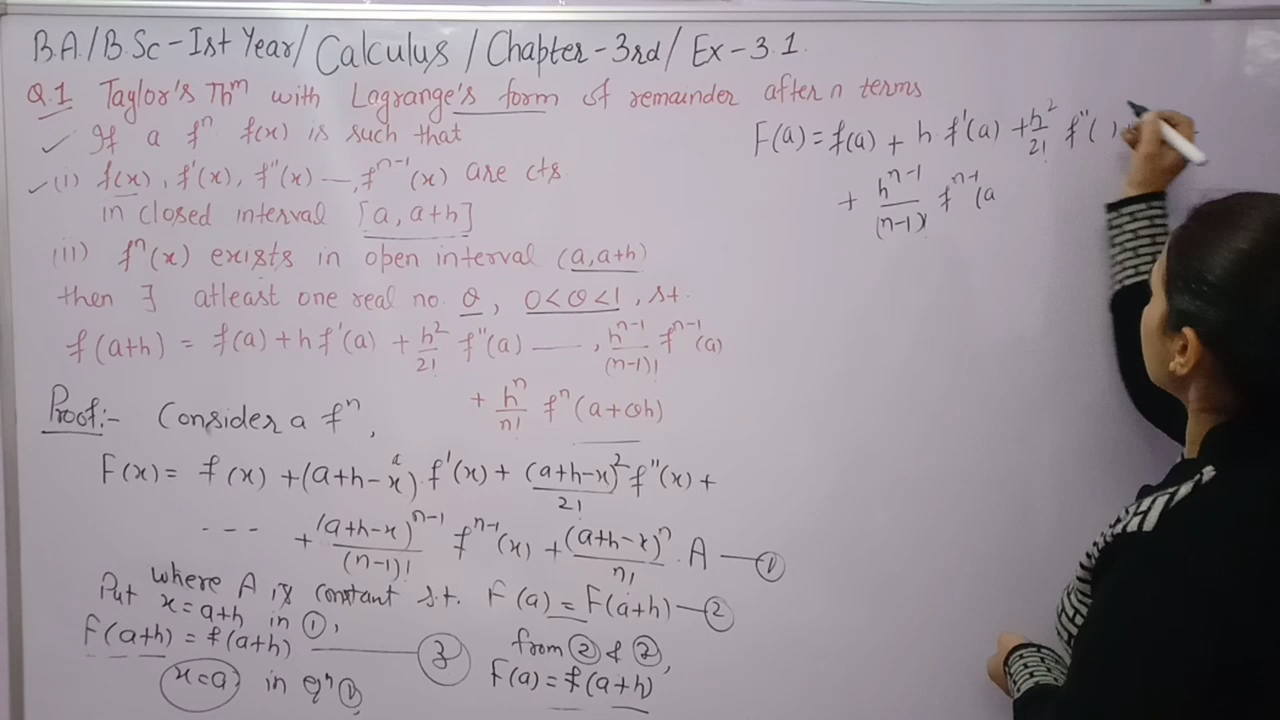 B.A./B.Sc-Ist Year/ Calculus / Chapter-3rd/ Ex-3.1.
Q.1 Taylor's Thm with Lagrange's form of remainder after n terms
If a fn f(x) is such that
(i) f(x), f'(x), f''(x) —, f^{n-1}(x) are cts
in closed interval [a, a+h]
(ii) f^n(x) exists in open interval (a, a+h)
then ∃ atleast one real no. θ, 0<θ<1, s.t.
f(a+h) = f(a) + h f'(a) + h^2/2! f''(a) —, h^{n-1}/(n-1)! f^{n-1}(a)
+ h^n/n! f^n(a+θh)
Proof:- Consider a fn,
F(x) = f(x) + (a+h-x) f'(x) + (a+h-x)^2/2! f''(x) +
--- + (a+h-x)^{n-1}/(n-1)! f^{n-1}(x) + (a+h-x)^n/n! . A — ①
where A is constant s.t. F(a) = F(a+h) — ②
Put x = a+h in ①,
F(a+h) = f(a+h) — ③
x=a in eqn ①
from ② & ③,
F(a) = f(a+h)
F(a) = f(a) + h f'(a) + h^2/2! f''( )
+ h^{n-1}/(n-1)! f^{n-1}(a